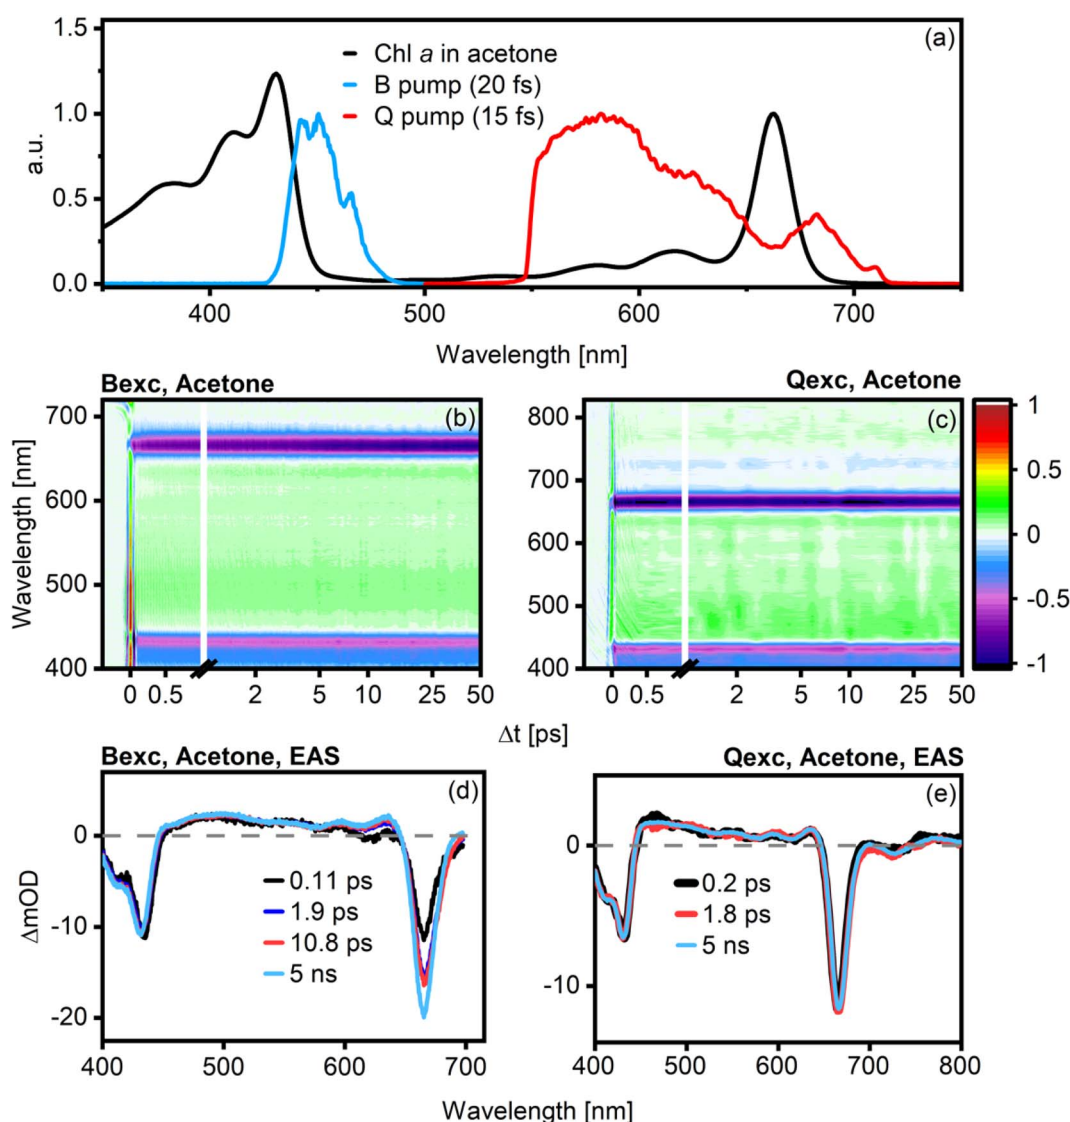 1.5
1.0
0.5
0.0
a.u.
Chl a in acetone
B pump (20 fs)
Q pump (15 fs)
(a)
400 500 600 700
Wavelength [nm]
Bexc, Acetone
Qexc, Acetone
(b)
(c)
Wavelength [nm]
700
600
500
400
800
700
600
500
400
1
0.5
0
-0.5
-1
0 0.5 2 5 10 25 50
0 0.5 2 5 10 25 50
Δt [ps]
Bexc, Acetone, EAS
Qexc, Acetone, EAS
(d)
(e)
ΔmOD
0
-10
-20
0.11 ps
1.9 ps
10.8 ps
5 ns
0
-10
0.2 ps
1.8 ps
5 ns
400 500 600 700
400 500 600 700 800
Wavelength [nm]